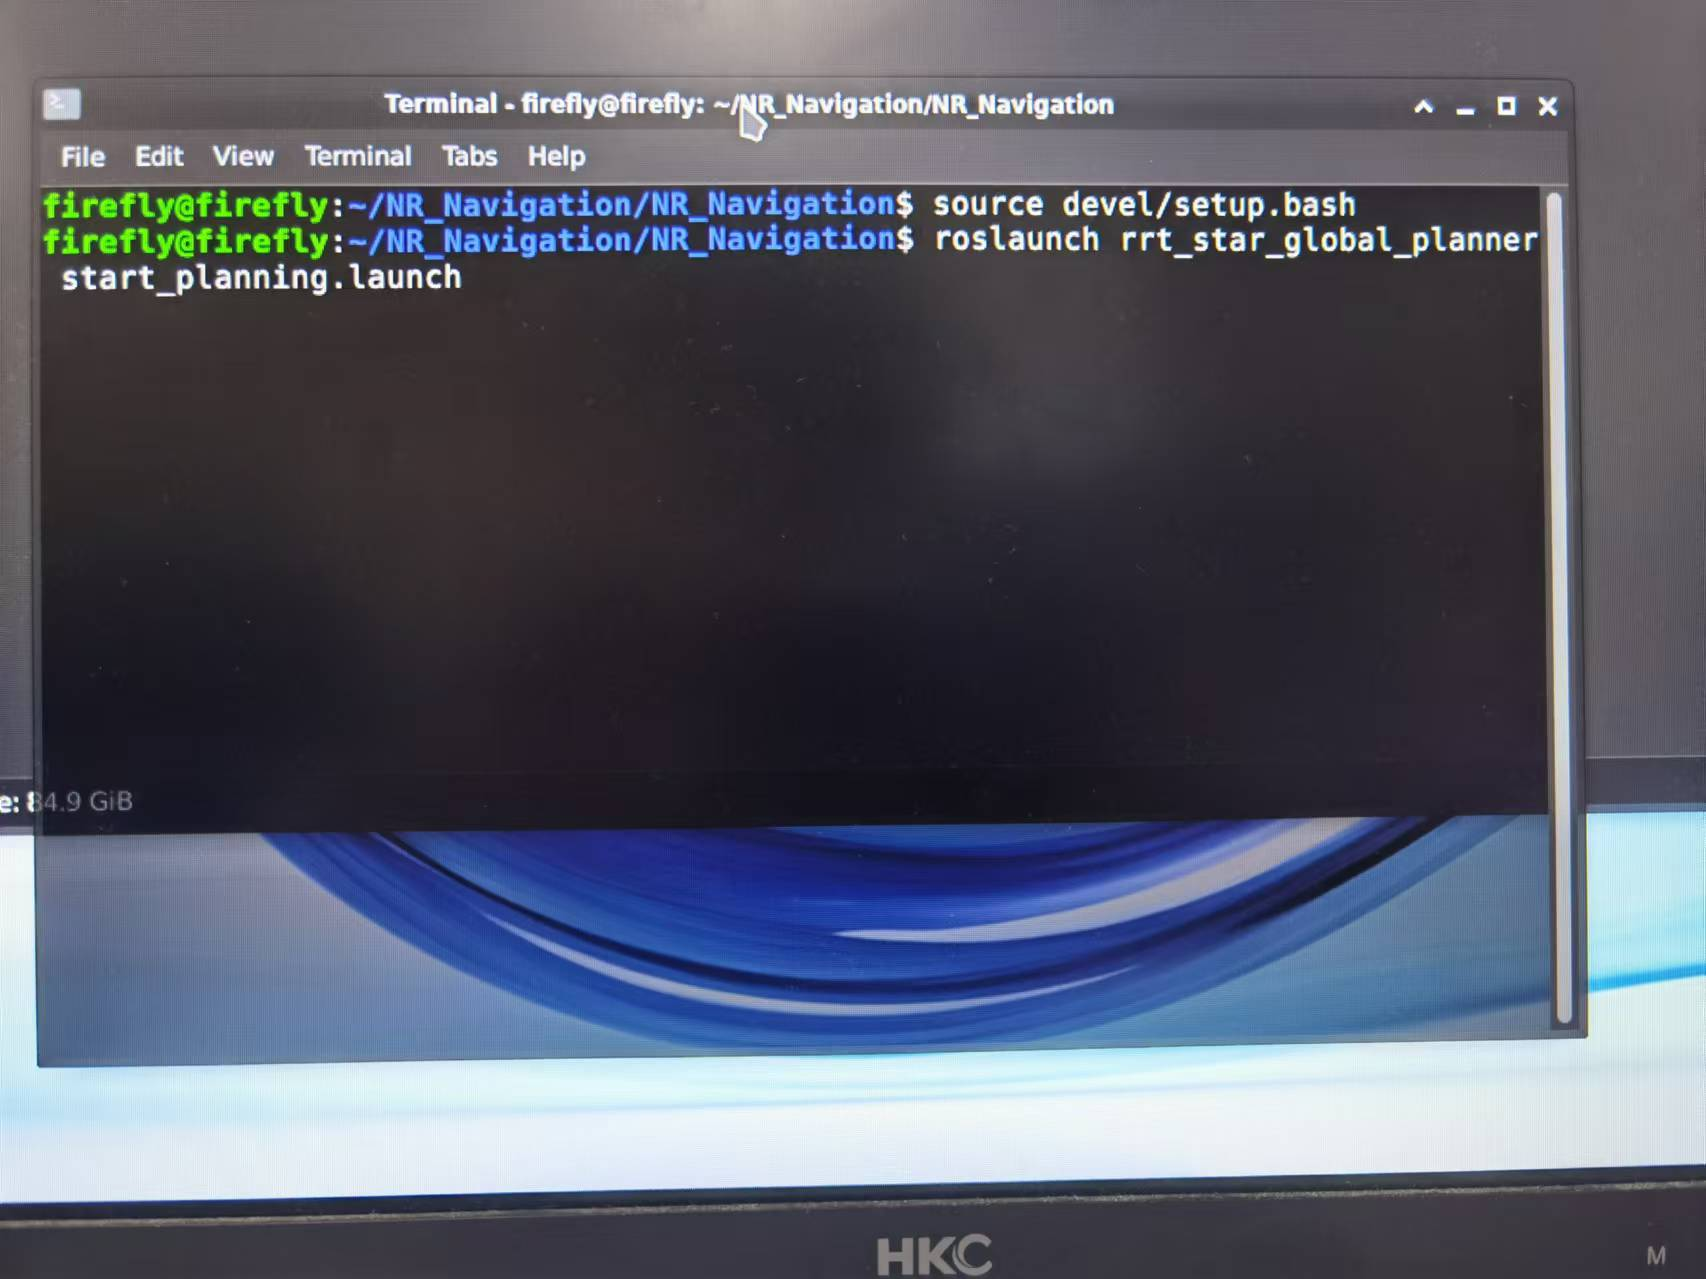 Terminal - firefly@firefly: ~/NR_Navigation/NR_Navigation
File Edit View Terminal Tabs Help
firefly@firefly:~/NR_Navigation/NR_Navigation$ source devel/setup.bash
firefly@firefly:~/NR_Navigation/NR_Navigation$ roslaunch rrt_star_global_planner
start_planning.launch
e: 84.9 GiB
HKC
M